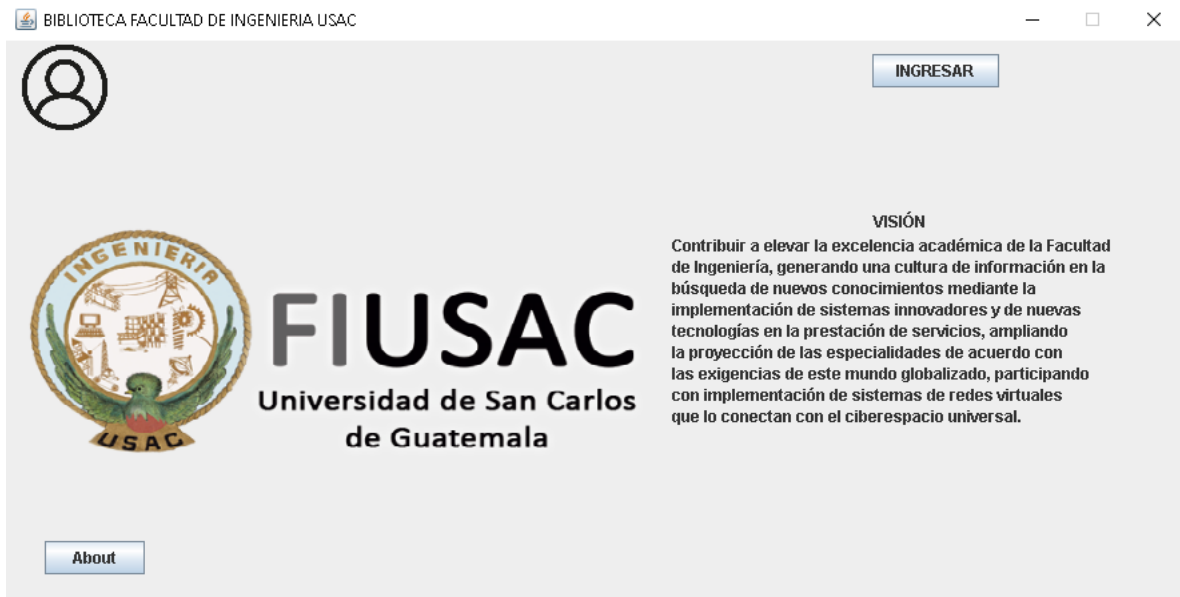 BIBLIOTECA FACULTAD DE INGENIERIA USAC
INGRESAR
INGENIERIA
USAC
FIUSAC
Universidad de San Carlos
de Guatemala
VISIÓN
Contribuir a elevar la excelencia académica de la Facultad
de Ingeniería, generando una cultura de información en la
búsqueda de nuevos conocimientos mediante la
implementación de sistemas innovadores y de nuevas
tecnologías en la prestación de servicios, ampliando
la proyección de las especialidades de acuerdo con
las exigencias de este mundo globalizado, participando
con implementación de sistemas de redes virtuales
que lo conectan con el ciberespacio universal.
About